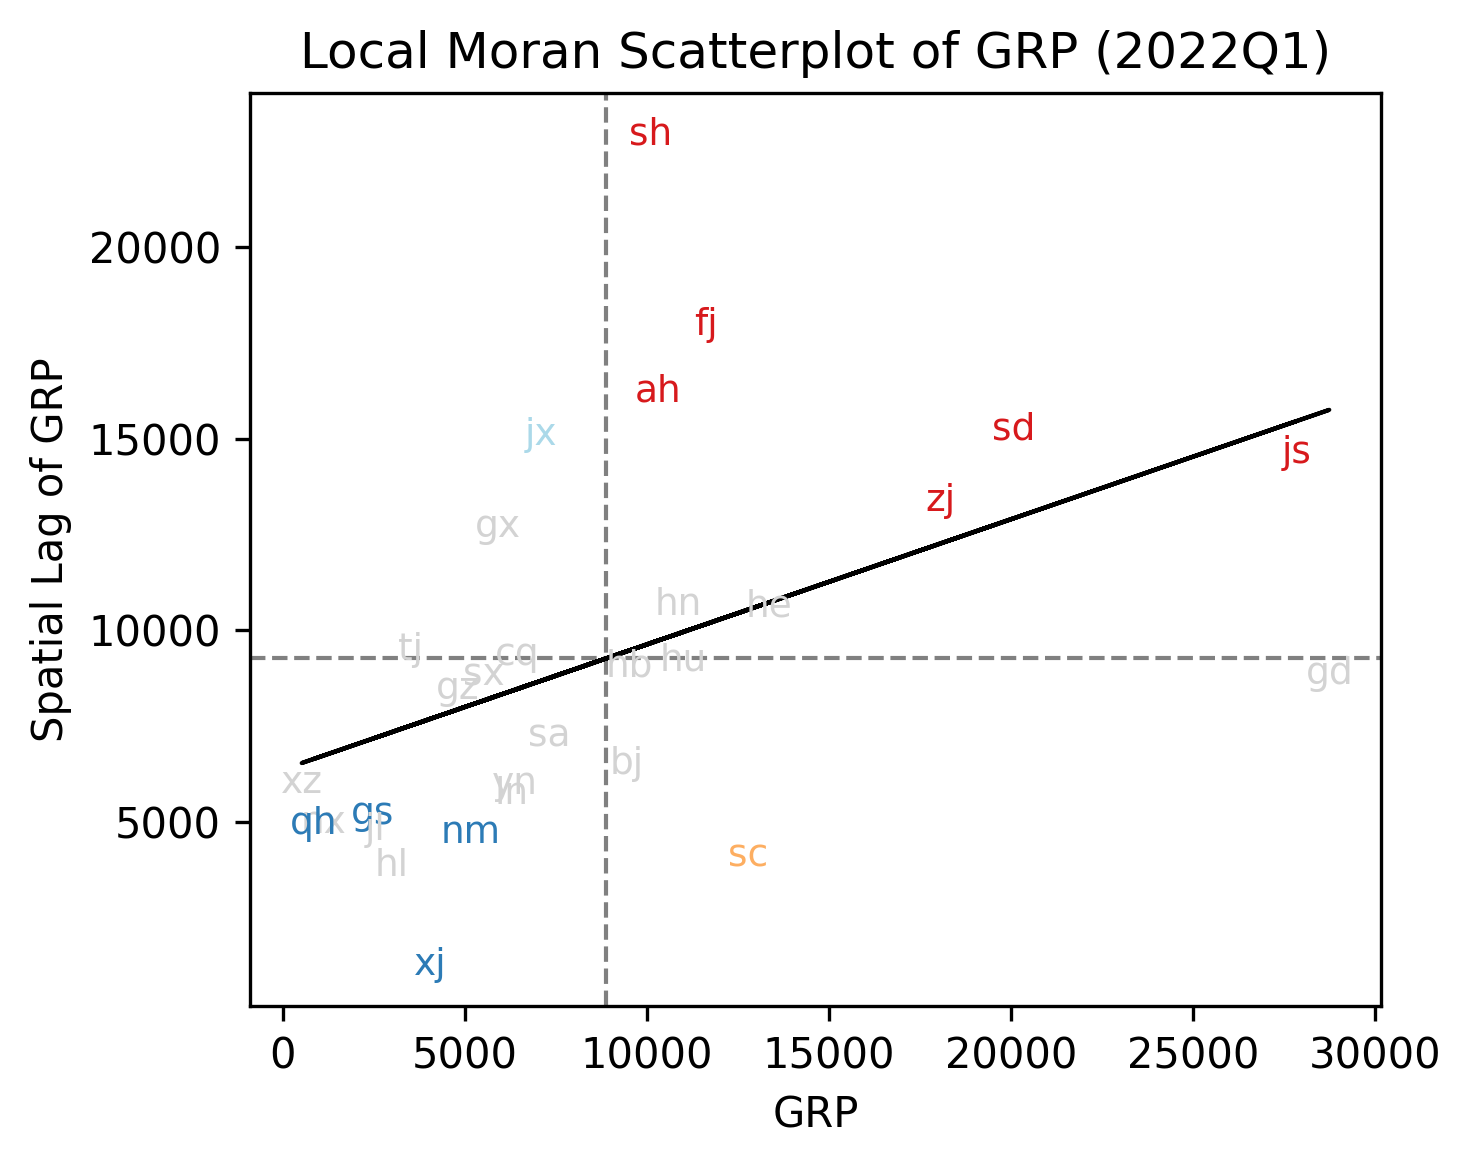 Local Moran Scatterplot of GRP (2022Q1)
sh
20000
fj
ah
jx
sd
15000
js
zj
gx
hn
he
10000
tj
cq
hb
hu
sx
gz
gd
sa
bj
xz
yn
ln
5000
qh
gs
jl
nm
hl
sc
xj
0
5000
10000
15000
20000
25000
30000
GRP
Spatial Lag of GRP